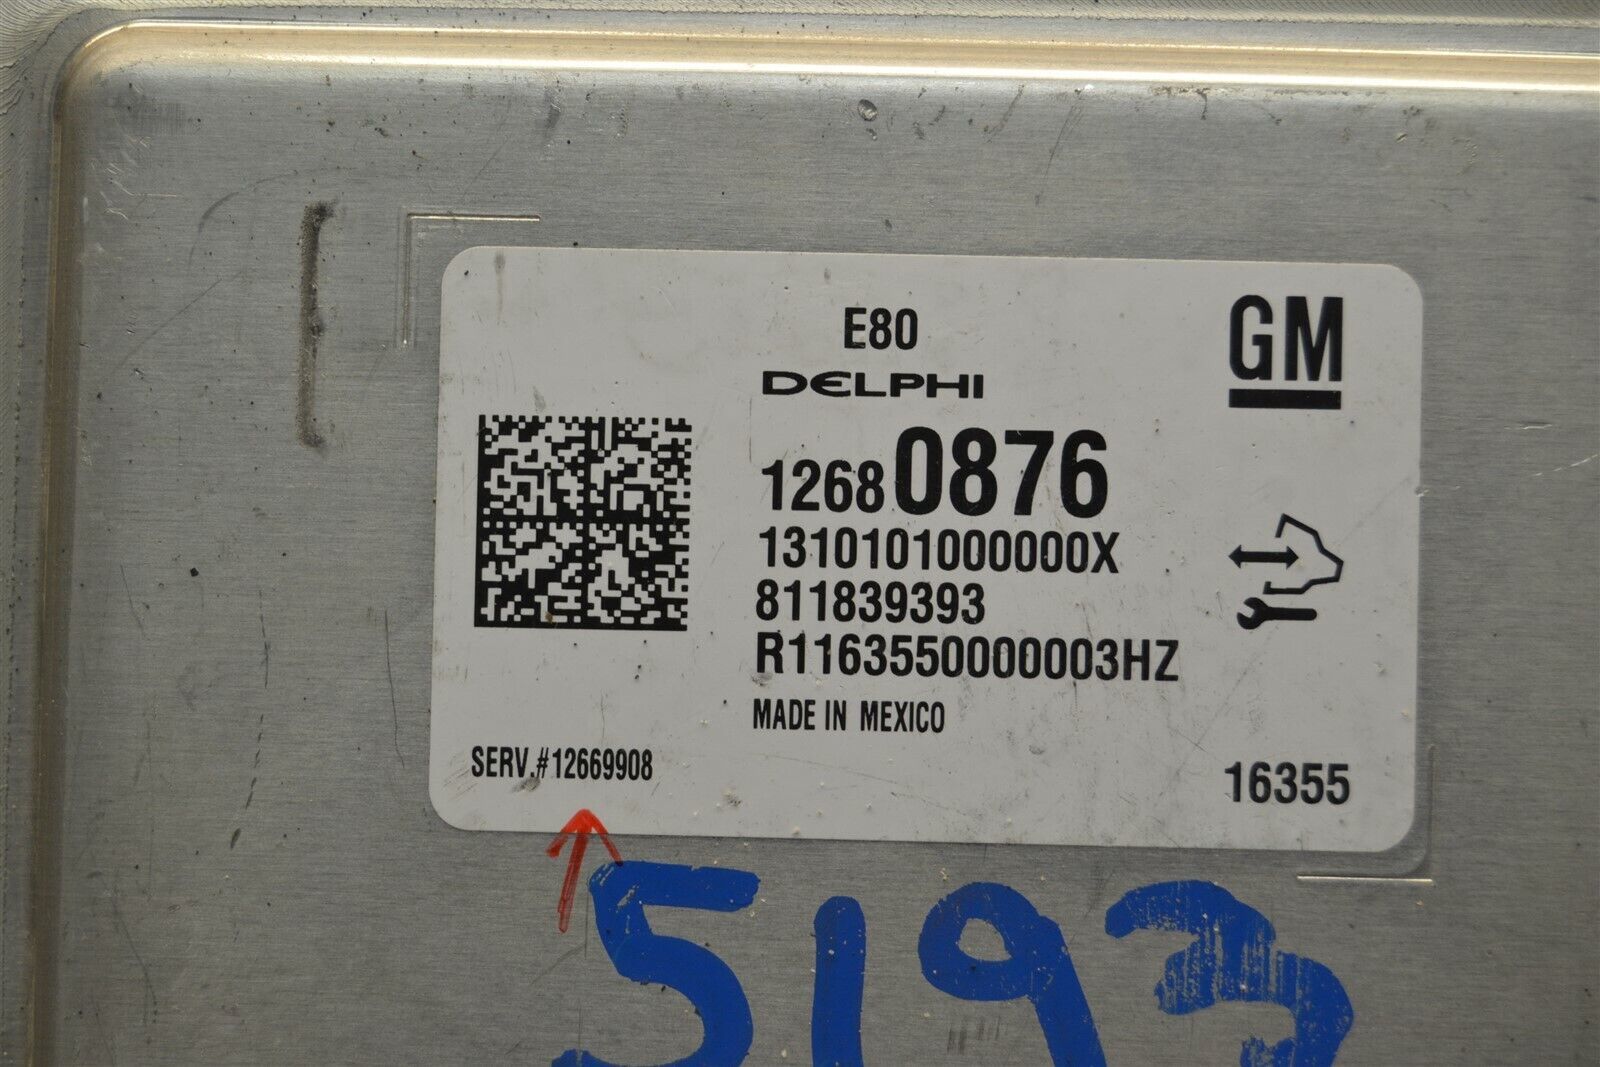 E80
GM
DELPHI
12680876
1310101000000X
811839393
R1163550000003HZ
MADE IN MEXICO
SERV.#12669908
16355
5193